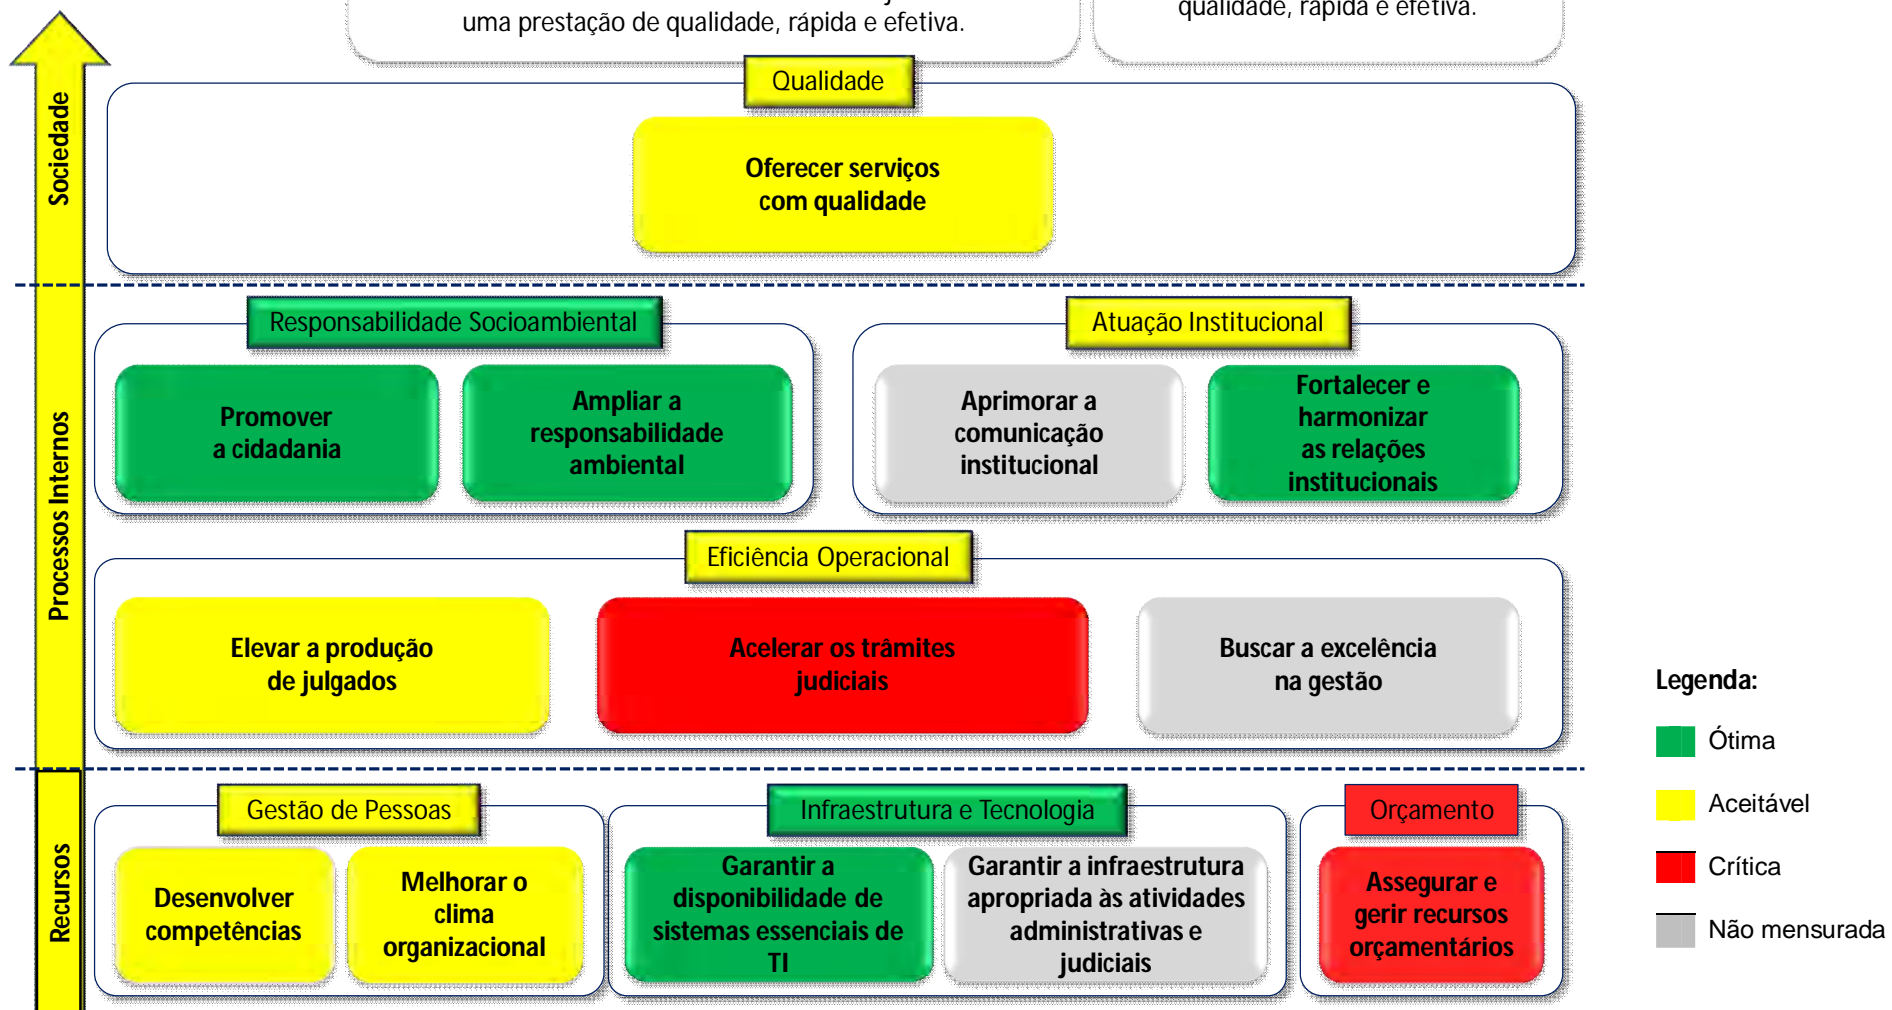 uma prestação de qualidade, rápida e efetiva.
qualidade, rápida e efetiva.
Qualidade
Sociedade
Oferecer serviços
com qualidade
Processos Internos
Responsabilidade Socioambiental
Promover
a cidadania
Ampliar a
responsabilidade
ambiental
Atuação Institucional
Aprimorar a
comunicação
institucional
Fortalecer e
harmonizar
as relações
institucionais
Eficiência Operacional
Elevar a produção
de julgados
Acelerar os trâmites
judiciais
Buscar a excelência
na gestão
Recursos
Gestão de Pessoas
Desenvolver
competências
Melhorar o
clima
organizacional
Infraestrutura e Tecnologia
Garantir a
disponibilidade de
sistemas essenciais de
TI
Garantir a infraestrutura
apropriada às atividades
administrativas e
judiciais
Orçamento
Assegurar e
gerir recursos
orçamentários
Legenda:
Ótima
Aceitável
Crítica
Não mensurada